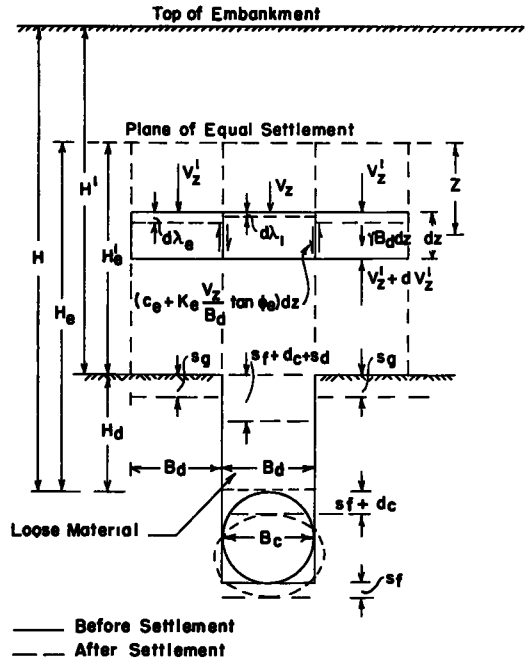 Top of Embankment
Plane of Equal Settlement
V'z
Vz
V'z
Z
H'
H
dλe
dλi
γBddz
dz
H'e
He
(ce + Ke Vz/Bd tan ϕe)dz
V'z + dV'z
sg
sf + dc + sd
sg
Hd
Bd
Bd
Loose Material
sf + dc
Bc
sf
Before Settlement
After Settlement